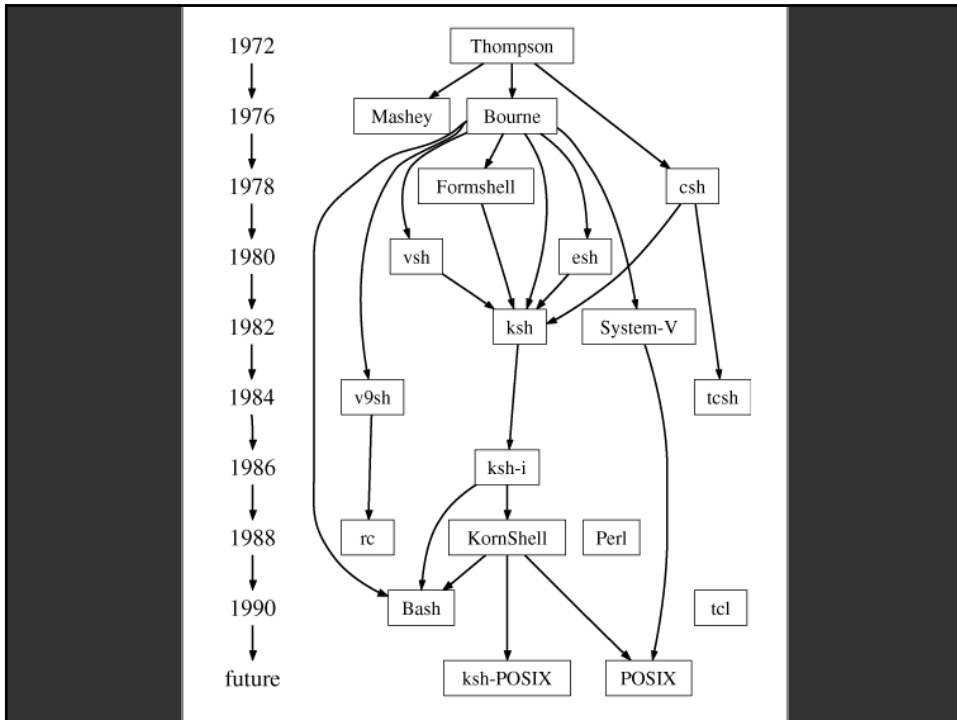 1972 Thompson
1976 Mashey Bourne
1978 Formshell csh
1980 vsh esh
1982 ksh System-V
1984 v9sh tcsh
1986 ksh-i
1988 rc KornShell Perl
1990 Bash tcl
future ksh-POSIX POSIX